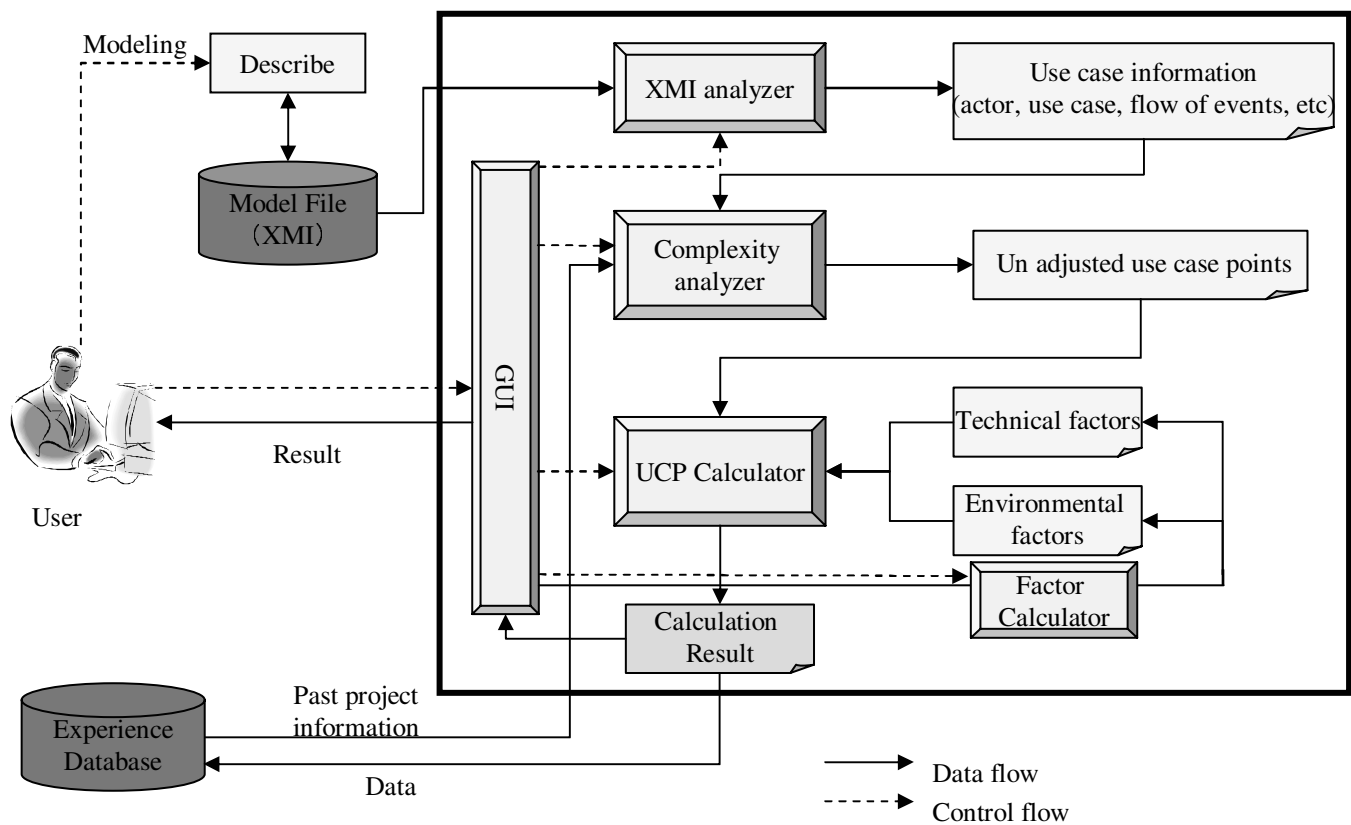 Modeling
Describe
XMI analyzer
Use case information
(actor, use case, flow of events, etc)
Model File
（XMI）
Complexity
analyzer
Un adjusted use case points
GUI
Technical factors
Result
UCP Calculator
Environmental
factors
User
Factor
Calculator
Calculation
Result
Past project
information
Experience
Database
Data
Data flow
Control flow